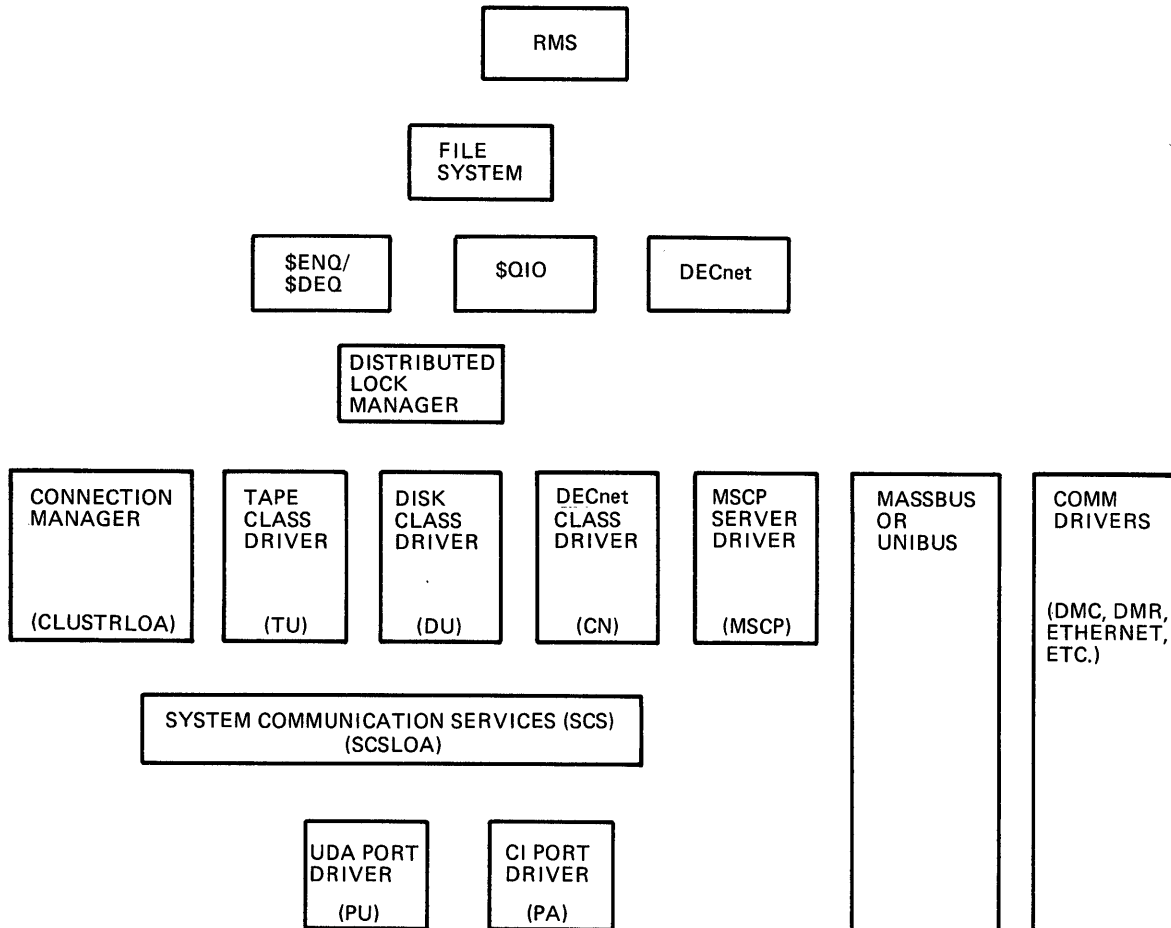 RMS
FILE
SYSTEM
$ENQ/
$DEQ
$QIO
DECnet
DISTRIBUTED
LOCK
MANAGER
CONNECTION
MANAGER
(CLUSTRLOA)
TAPE
CLASS
DRIVER
(TU)
DISK
CLASS
DRIVER
(DU)
DECnet
CLASS
DRIVER
(CN)
MSCP
SERVER
DRIVER
(MSCP)
MASSBUS
OR
UNIBUS
COMM
DRIVERS
(DMC, DMR,
ETHERNET,
ETC.)
SYSTEM COMMUNICATION SERVICES (SCS)
(SCSLOA)
UDA PORT
DRIVER
(PU)
CI PORT
DRIVER
(PA)